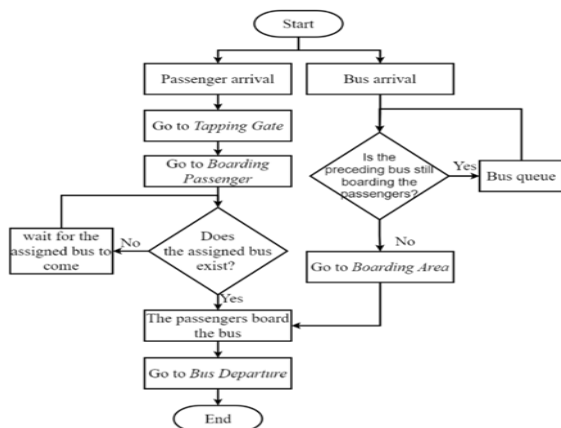 Start
Passenger arrival
Bus arrival
Go to Tapping Gate
Go to Boarding
Passenger
Is the
preceding bus still
boarding the
passengers?
Yes
Bus queue
wait for the
assigned bus to
come
No
Does
the assigned bus
exist?
No
Go to Boarding Area
Yes
The passengers board
the bus
Go to Bus Departure
End